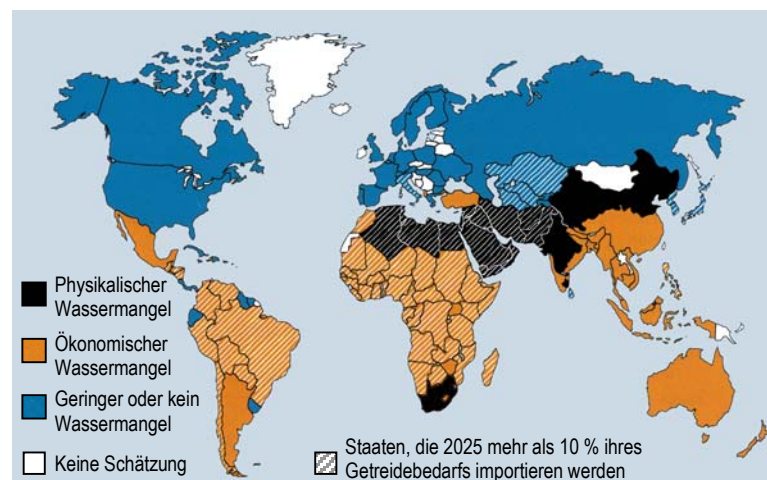 Physikalischer
Wassermangel
Ökonomischer
Wassermangel
Geringer oder kein
Wassermangel
Keine Schätzung
Staaten, die 2025 mehr als 10 % ihres
Getreidebedarfs importieren werden